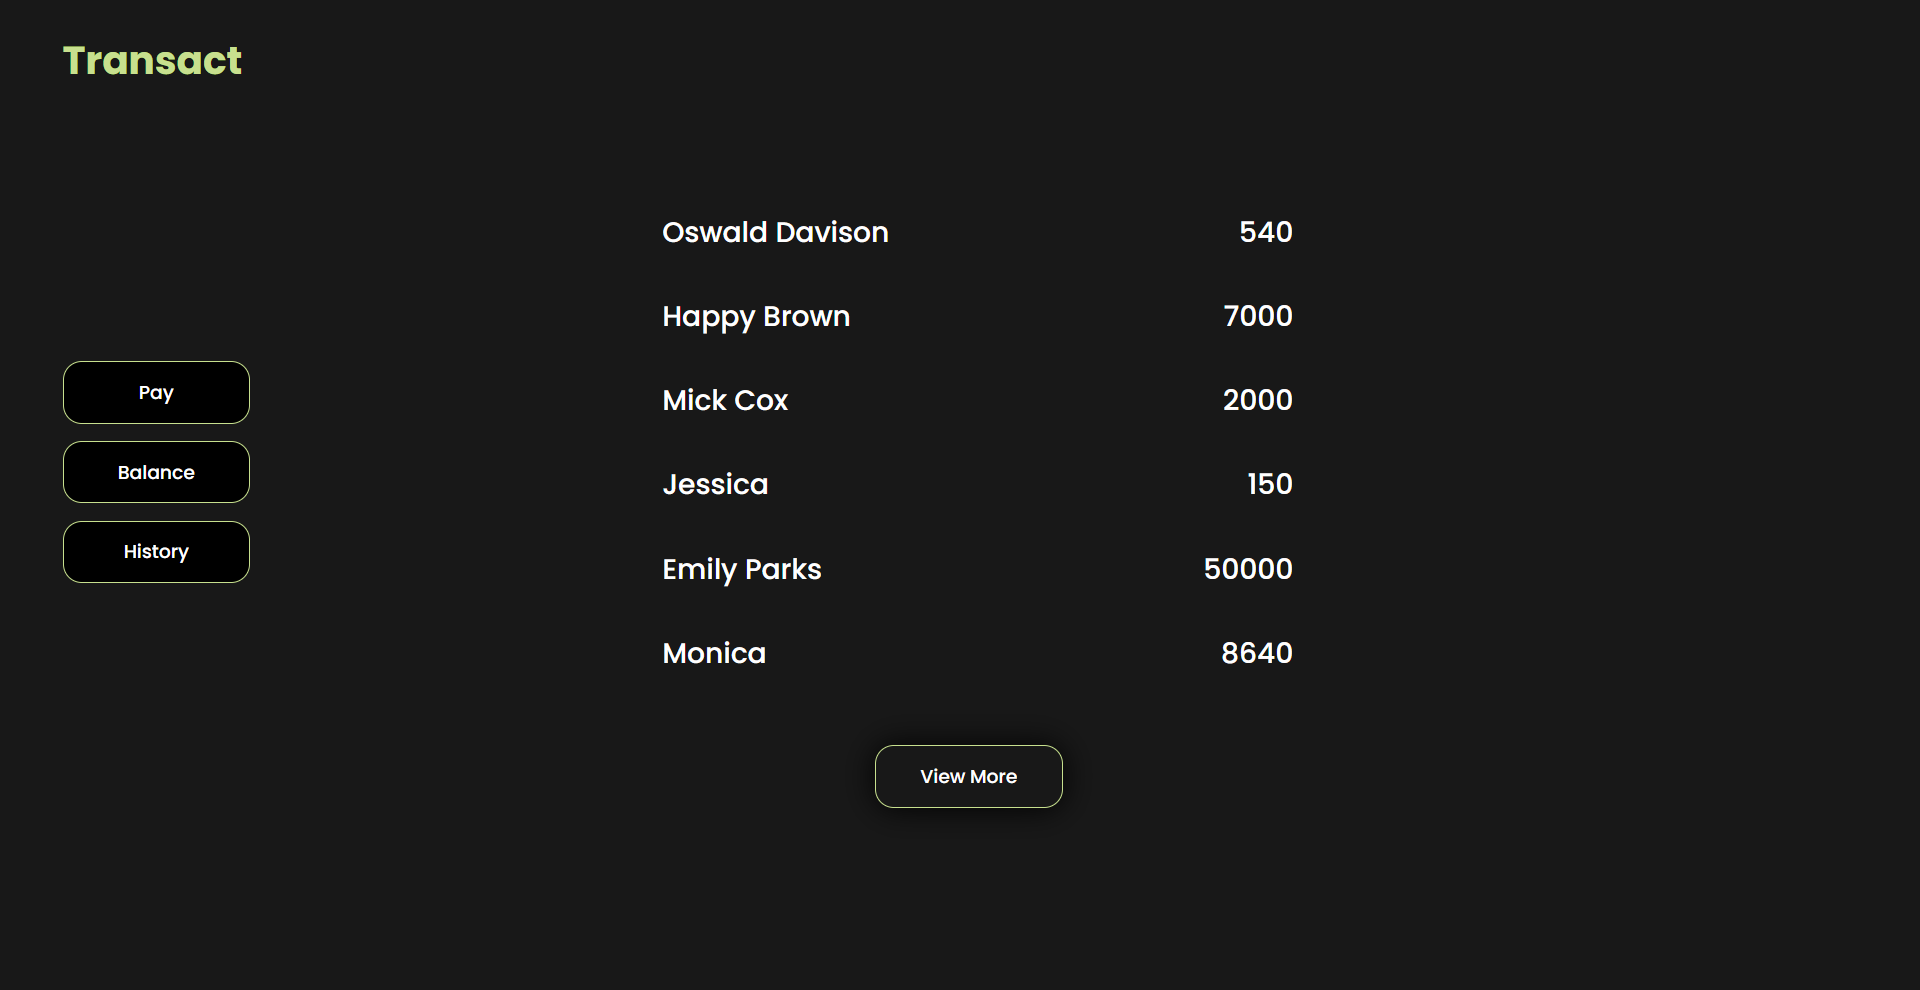 Transact
Pay
Balance
History
Oswald Davison 540
Happy Brown 7000
Mick Cox 2000
Jessica 150
Emily Parks 50000
Monica 8640
View More